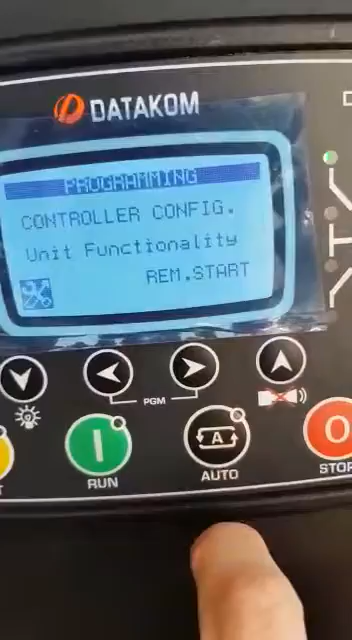 DATAKOM
PROGRAMMING
CONTROLLER CONFIG.
Unit Functionality
REM.START
PGM
I
A
O
RUN
AUTO
STOP